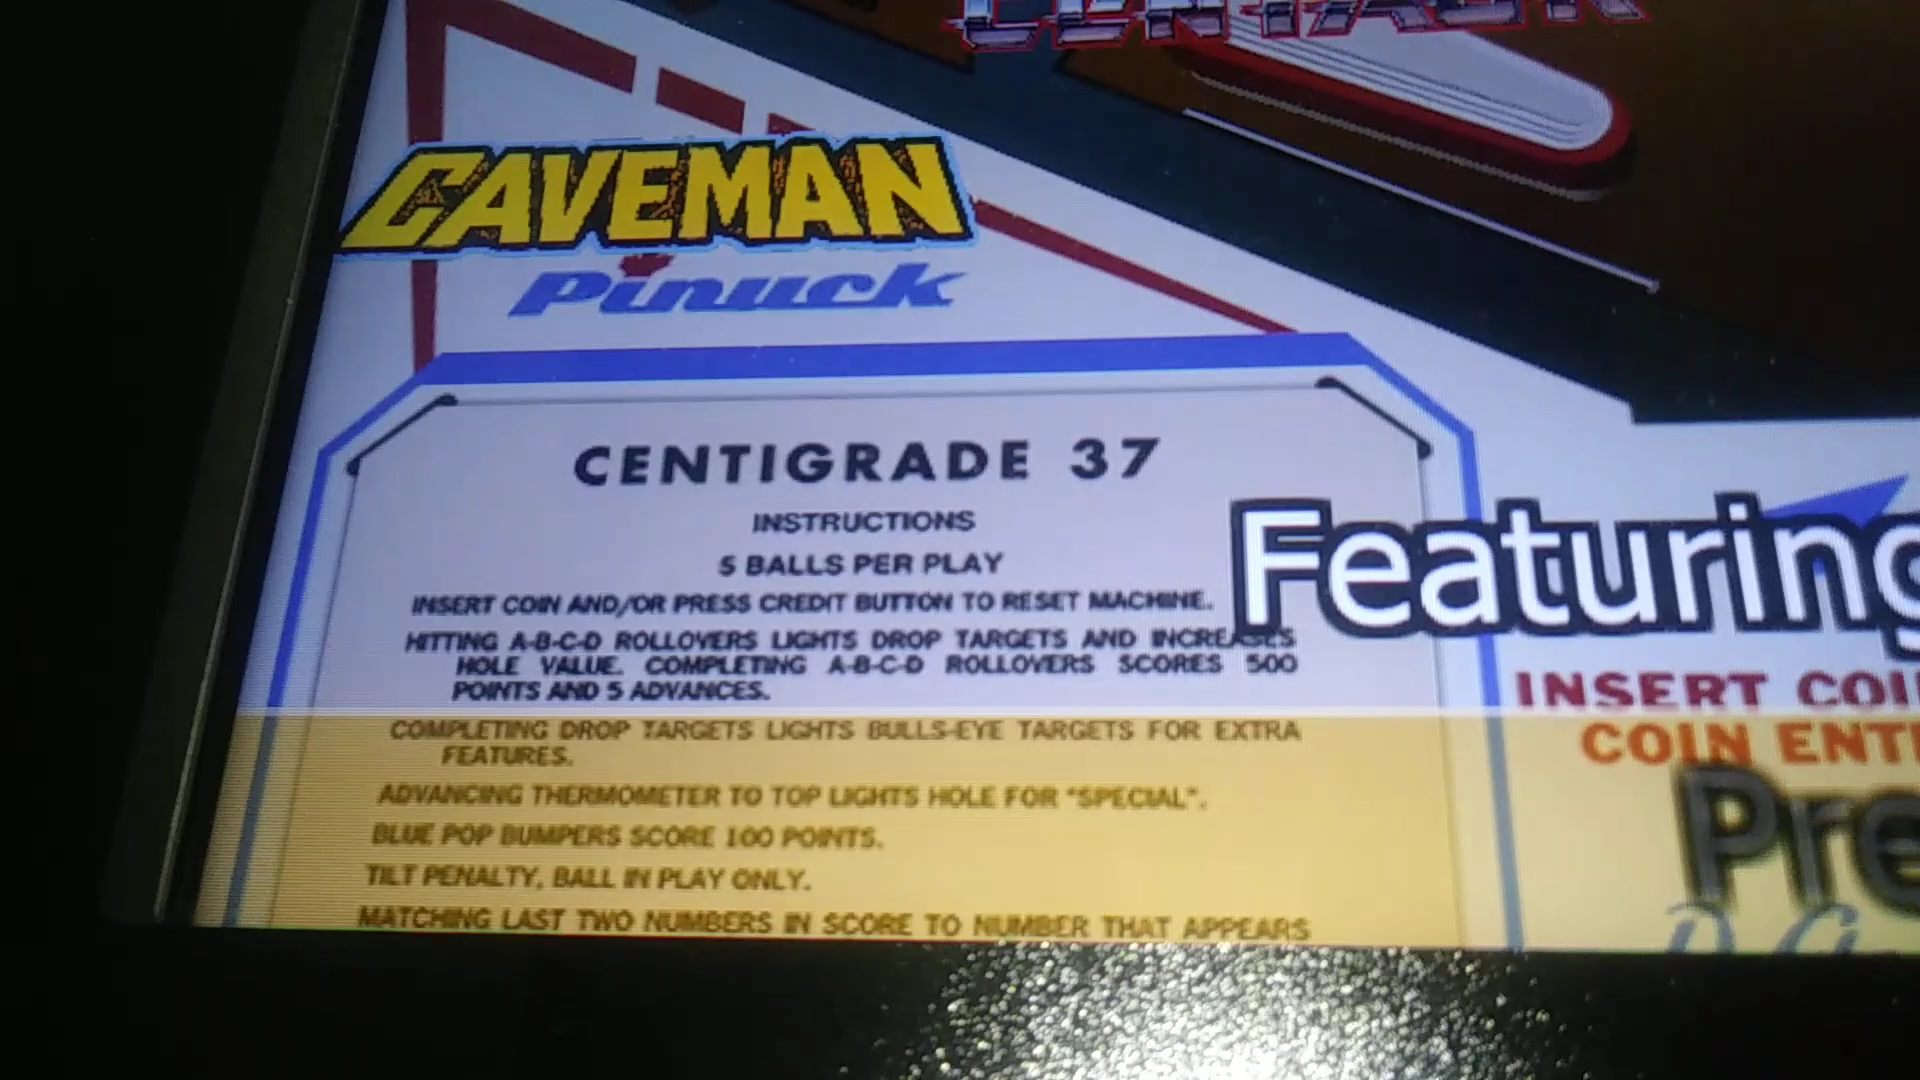 CENTAUR
CAVEMAN
Pinuck
CENTIGRADE 37
INSTRUCTIONS
5 BALLS PER PLAY
INSERT COIN AND/OR PRESS CREDIT BUTTON TO RESET MACHINE.
HITTING A-B-C-D ROLLOVERS LIGHTS DROP TARGETS AND INCREASES
HOLE VALUE. COMPLETING A-B-C-D ROLLOVERS SCORES 500
POINTS AND 5 ADVANCES.
COMPLETING DROP TARGETS LIGHTS BULLS-EYE TARGETS FOR EXTRA
FEATURES.
ADVANCING THERMOMETER TO TOP LIGHTS HOLE FOR "SPECIAL".
BLUE POP BUMPERS SCORE 100 POINTS.
TILT PENALTY, BALL IN PLAY ONLY.
MATCHING LAST TWO NUMBERS IN SCORE TO NUMBER THAT APPEARS
Featuring
INSERT COI
COIN ENT
Pre